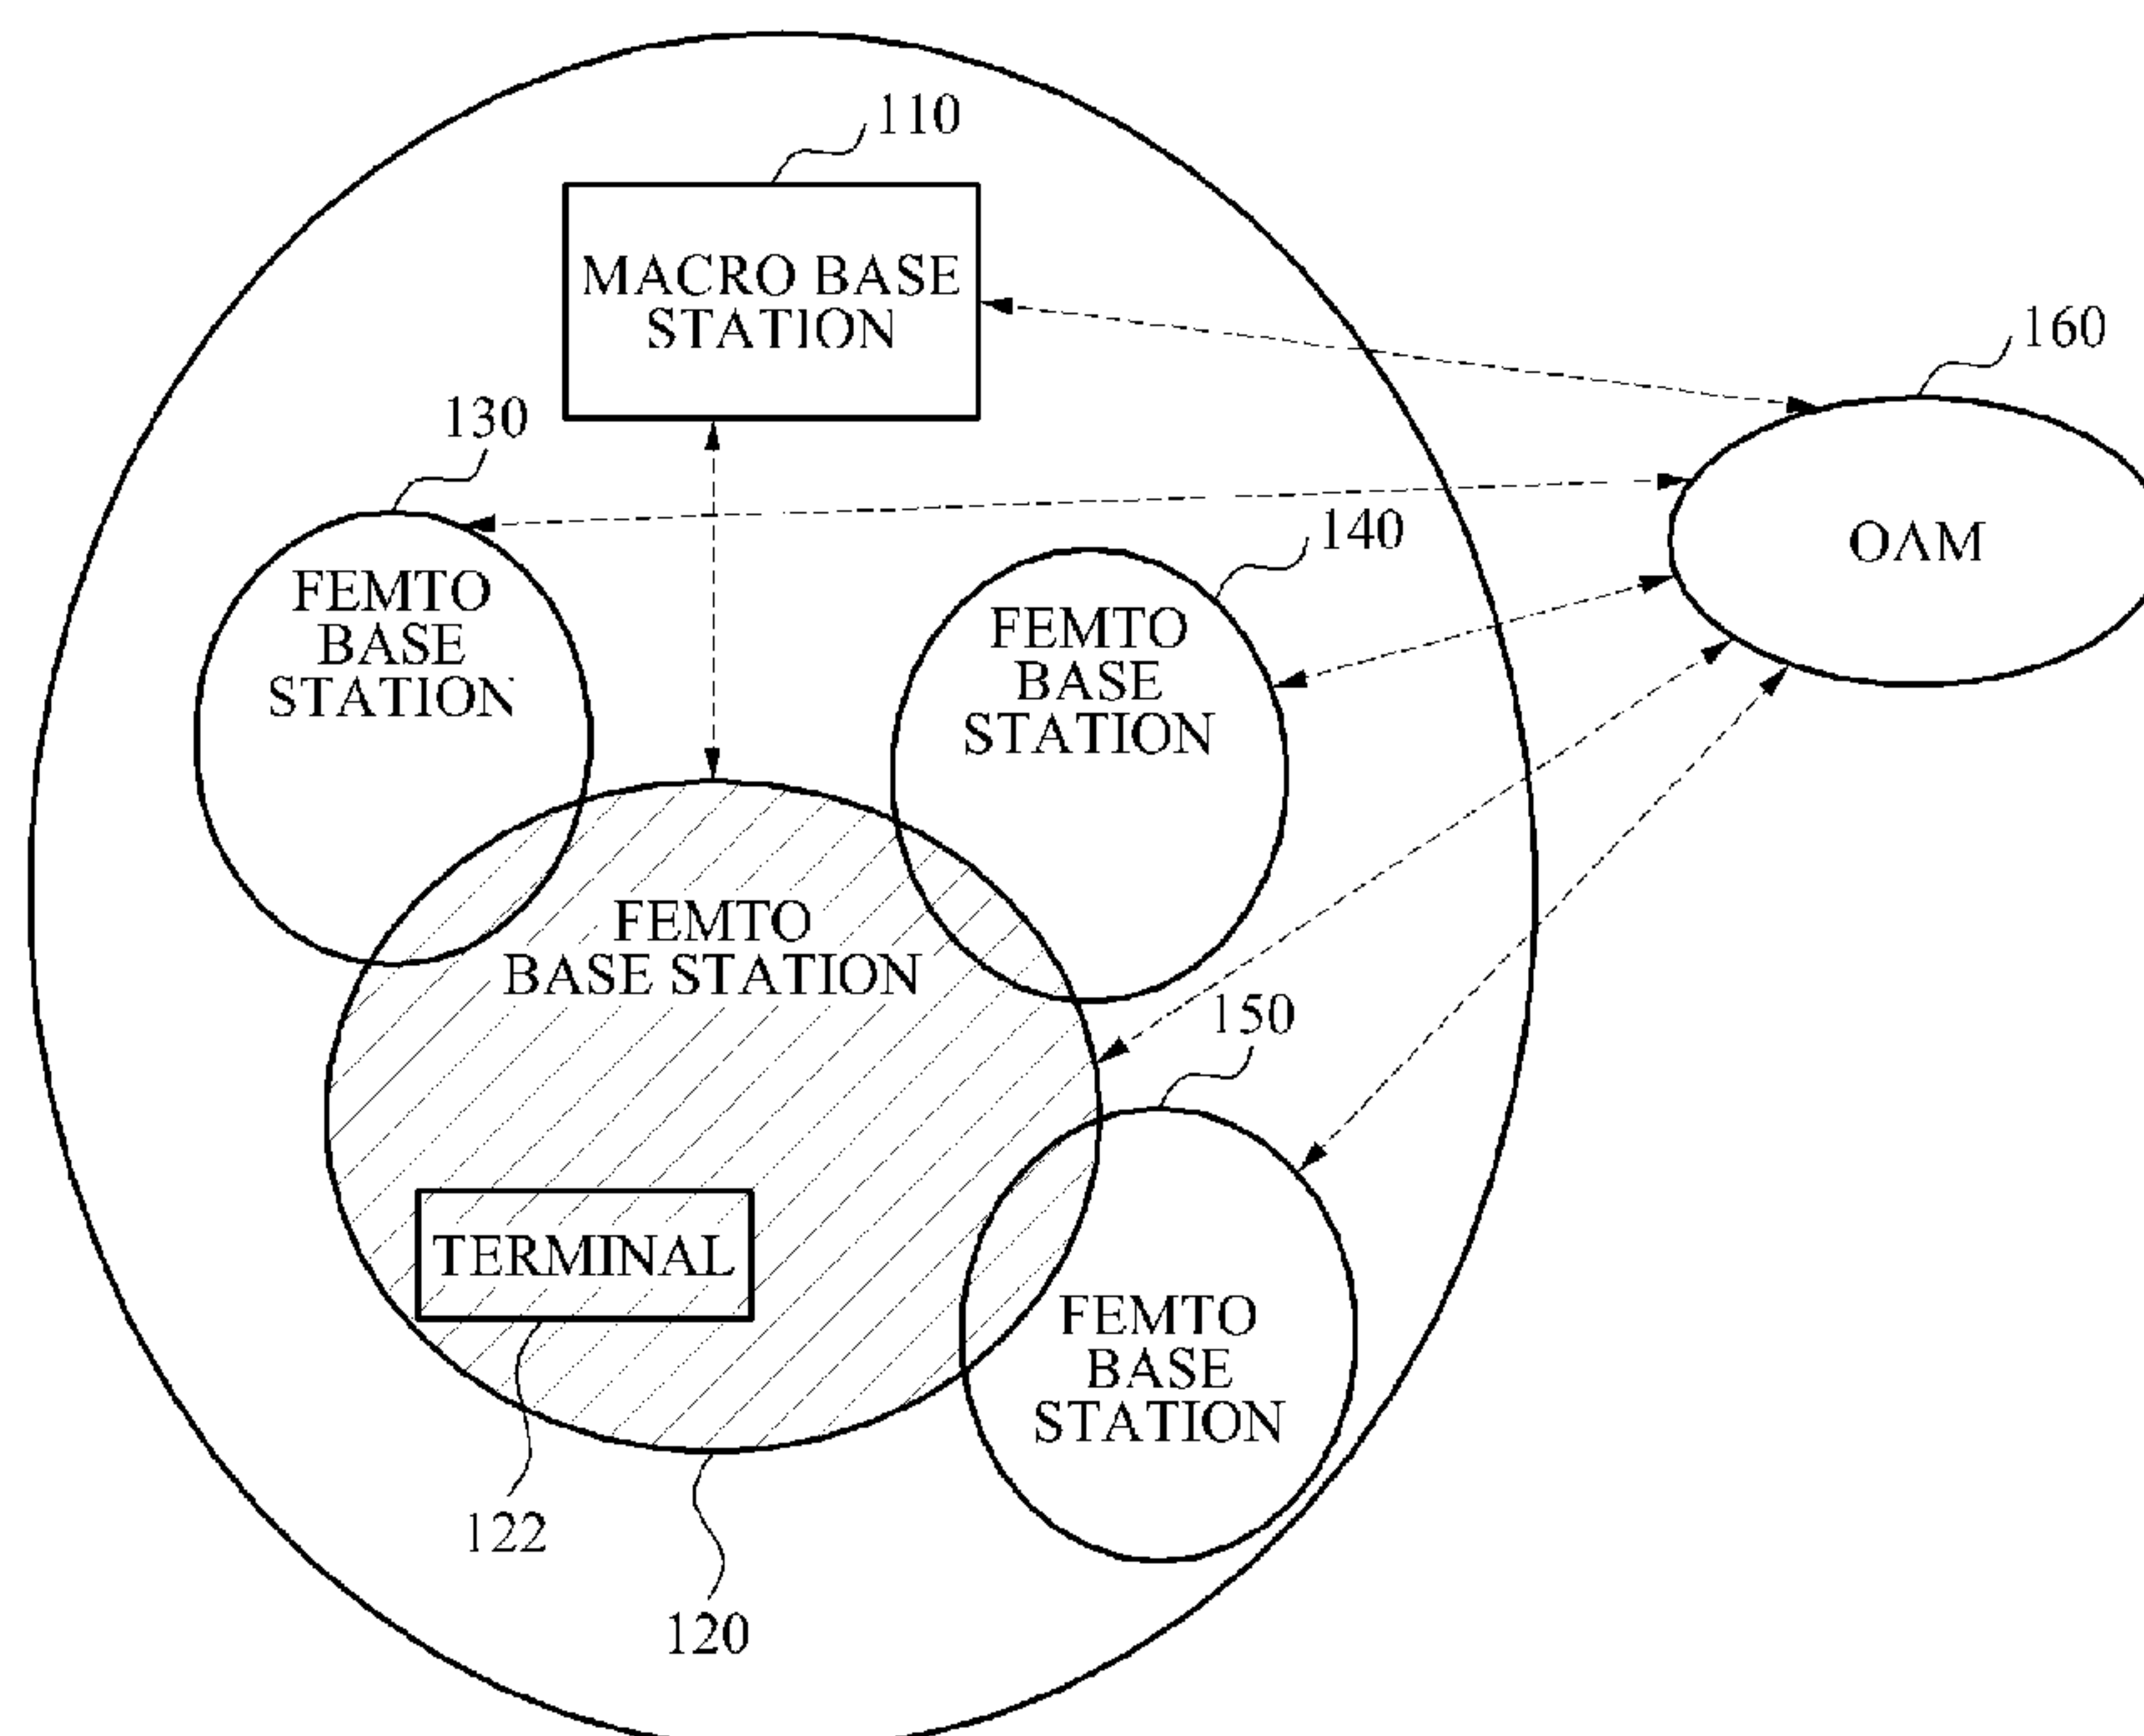 110
MACRO BASE
STATION
160
130
140
OAM
FEMTO
BASE
STATION
FEMTO
BASE
STATION
FEMTO
BASE STATION
150
TERMINAL
FEMTO
BASE
STATION
122
120